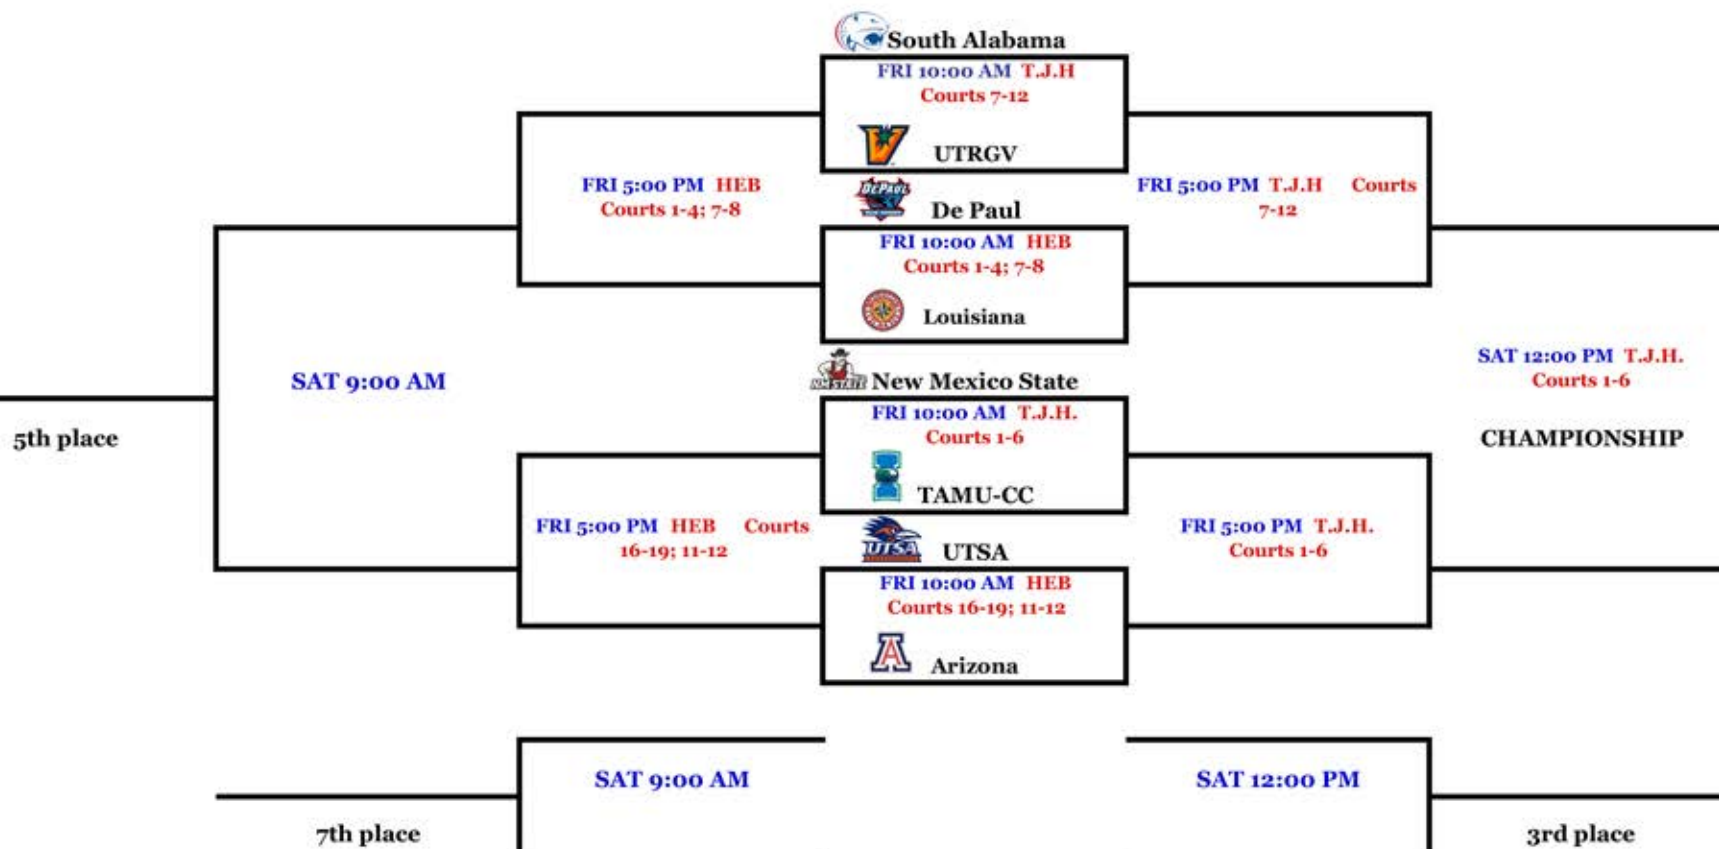 South Alabama
FRI 10:00 AM T.J.H
Courts 7-12
UTRGV
FRI 5:00 PM HEB
Courts 1-4; 7-8
DEPAUL
De Paul
FRI 5:00 PM T.J.H Courts
7-12
FRI 10:00 AM HEB
Courts 1-4; 7-8
Louisiana
SAT 9:00 AM
NM STATE
New Mexico State
SAT 12:00 PM T.J.H.
Courts 1-6
FRI 10:00 AM T.J.H.
Courts 1-6
5th place
CHAMPIONSHIP
TAMU-CC
FRI 5:00 PM HEB Courts
16-19; 11-12
UTSA
UTSA
FRI 5:00 PM T.J.H.
Courts 1-6
FRI 10:00 AM HEB
Courts 16-19; 11-12
A
Arizona
SAT 9:00 AM
SAT 12:00 PM
7th place
3rd place